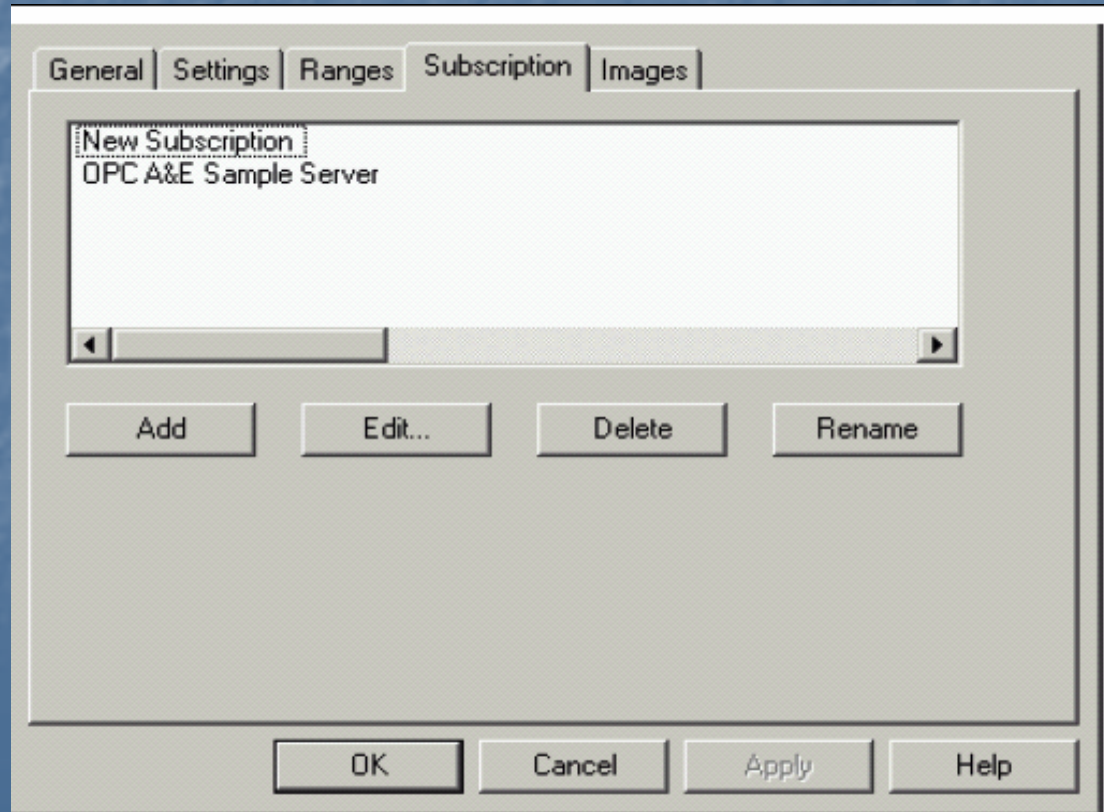 General Settings Ranges Subscription Images
New Subscription
OPC A&E Sample Server
Add Edit... Delete Rename
OK Cancel Apply Help